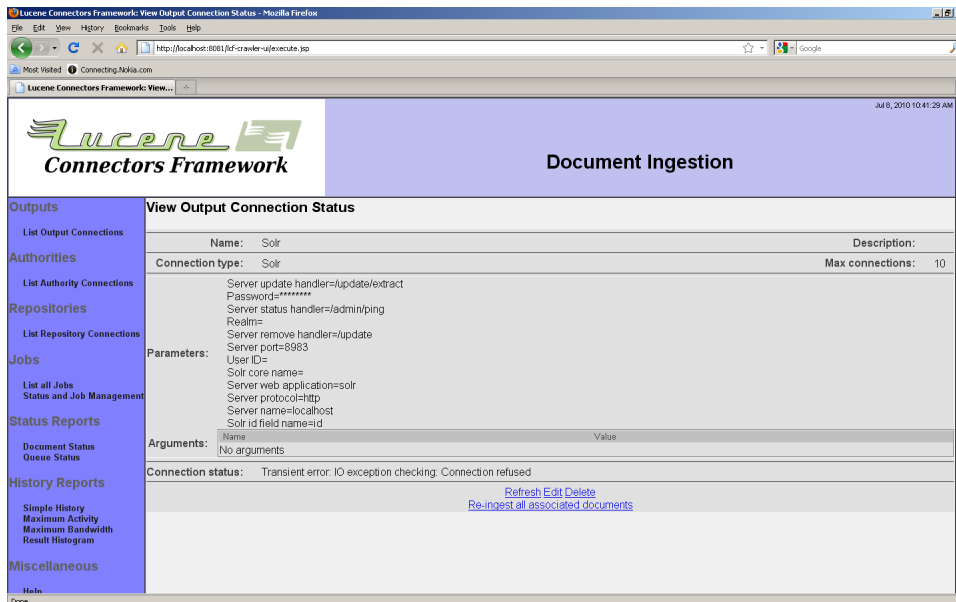 Lucene Connectors Framework: View Output Connection Status - Mozilla Firefox
File Edit View History Bookmarks Tools Help
http://localhost:8081/lcf-crawler-ui/execute.jsp
Google
Most Visited Connecting.Nokia.com
Lucene Connectors Framework: View...
Jul 8, 2010 10:41:29 AM
Lucene
Connectors Framework
Document Ingestion
Outputs
List Output Connections
Authorities
List Authority Connections
Repositories
List Repository Connections
Jobs
List all Jobs
Status and Job Management
Status Reports
Document Status
Queue Status
History Reports
Simple History
Maximum Activity
Maximum Bandwidth
Result Histogram
Miscellaneous
Help
View Output Connection Status
Name: Solr Description:
Connection type: Solr Max connections: 10
Parameters:
Server update handler=/update/extract
Password=********
Server status handler=/admin/ping
Realm=
Server remove handler=/update
Server port=8983
User ID=
Solr core name=
Server web application=solr
Server protocol=http
Server name=localhost
Solr id field name=id
Arguments:
Name Value
No arguments
Connection status: Transient error: IO exception checking: Connection refused
Refresh Edit Delete
Re-ingest all associated documents
Done